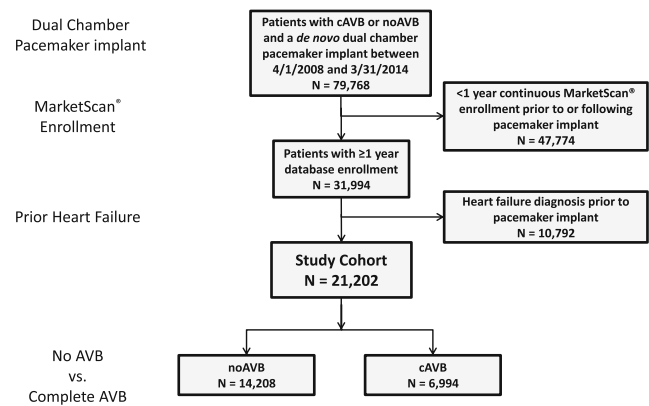 Dual Chamber
Pacemaker implant
Patients with cAVB or noAVB
and a de novo dual chamber
pacemaker implant between
4/1/2008 and 3/31/2014
N = 79,768
MarketScan®
Enrollment
<1 year continuous MarketScan®
enrollment prior to or following
pacemaker implant
N = 47,774
Patients with ≥1 year
database enrollment
N = 31,994
Prior Heart Failure
Heart failure diagnosis prior to
pacemaker implant
N = 10,792
Study Cohort
N = 21,202
No AVB
vs.
Complete AVB
noAVB
N = 14,208
cAVB
N = 6,994